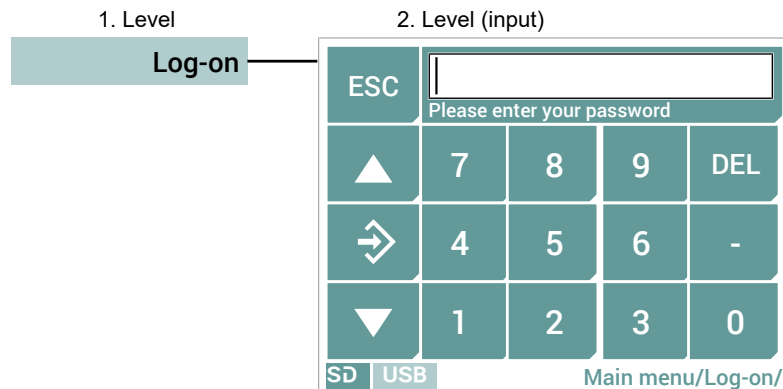 1. Level 2. Level (input)
Log-on
ESC
Please enter your password
7 8 9 DEL
4 5 6 -
1 2 3 0
SD USB Main menu/Log-on/